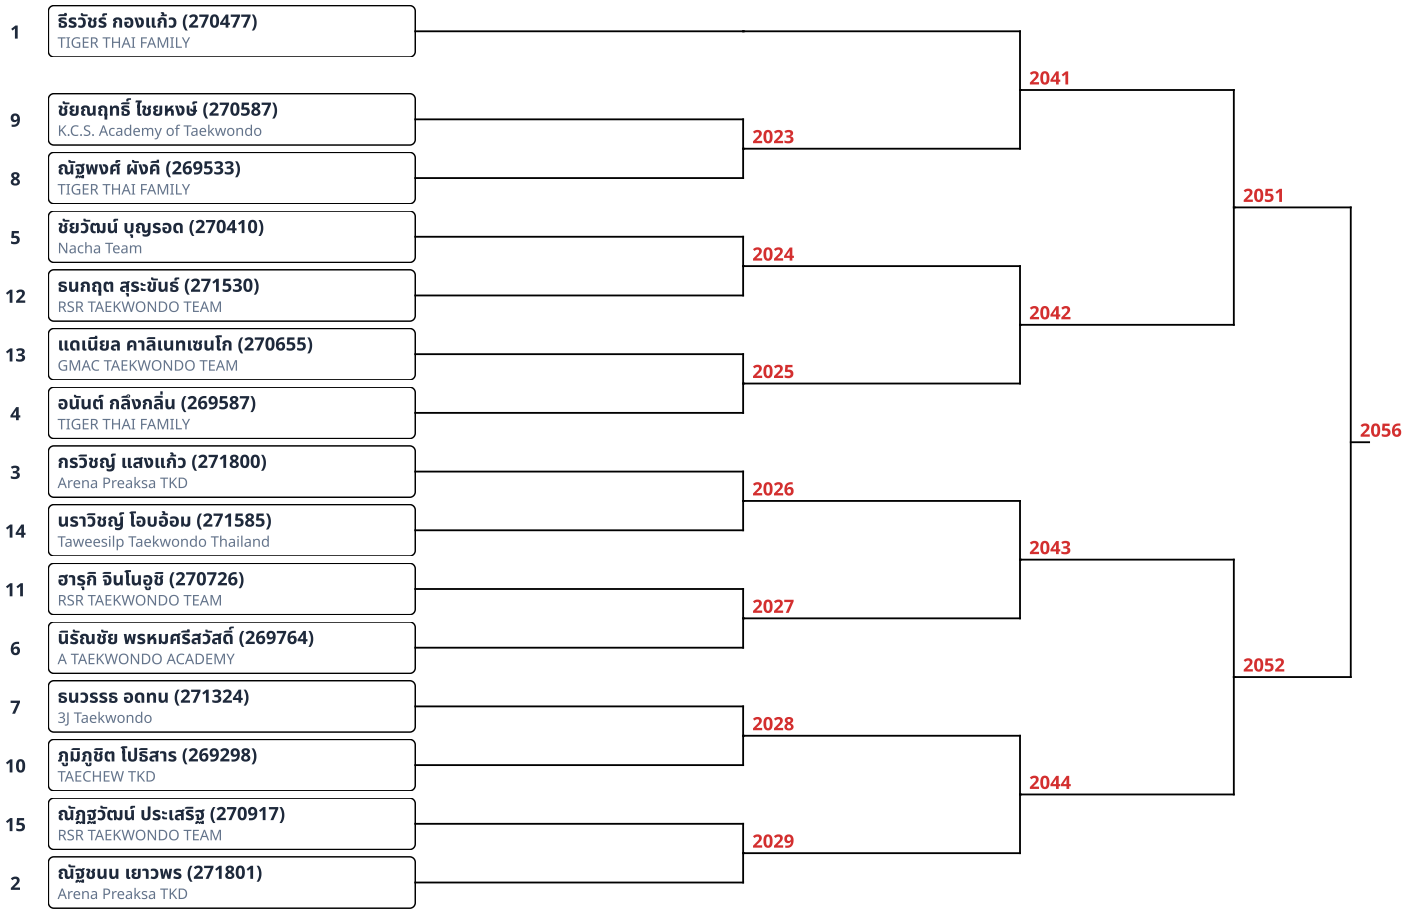 1
ธีรวัชร์ กองแก้ว (270477)
TIGER THAI FAMILY
2041
9
ชัยณฤทธิ์ ไชยหงษ์ (270587)
K.C.S. Academy of Taekwondo
2023
8
ณัฐพงศ์ ผังคี (269533)
TIGER THAI FAMILY
2051
5
ชัยวัฒน์ บุญรอด (270410)
Nacha Team
2024
12
ธนกฤต สุระขันธ์ (271530)
RSR TAEKWONDO TEAM
2042
13
แดเนียล คาลิเนทเซนโก (270655)
GMAC TAEKWONDO TEAM
2025
4
อนันต์ กลึงกลิ่น (269587)
TIGER THAI FAMILY
2056
3
กรวิชญ์ แสงแก้ว (271800)
Arena Preaksa TKD
2026
14
นราวิชญ์ โอบอ้อม (271585)
Taweesilp Taekwondo Thailand
2043
11
ฮารุกิ จินโนอูชิ (270726)
RSR TAEKWONDO TEAM
2027
6
นิรัณชัย พรหมศรีสวัสดิ์ (269764)
A TAEKWONDO ACADEMY
2052
7
ธนวรรธ อดทน (271324)
3J Taekwondo
2028
10
ภูมิภูชิต โปธิสาร (269298)
TAECHEW TKD
2044
15
ณัฏฐวัฒน์ ประเสริฐ (270917)
RSR TAEKWONDO TEAM
2029
2
ณัฐชนน เยาวพร (271801)
Arena Preaksa TKD